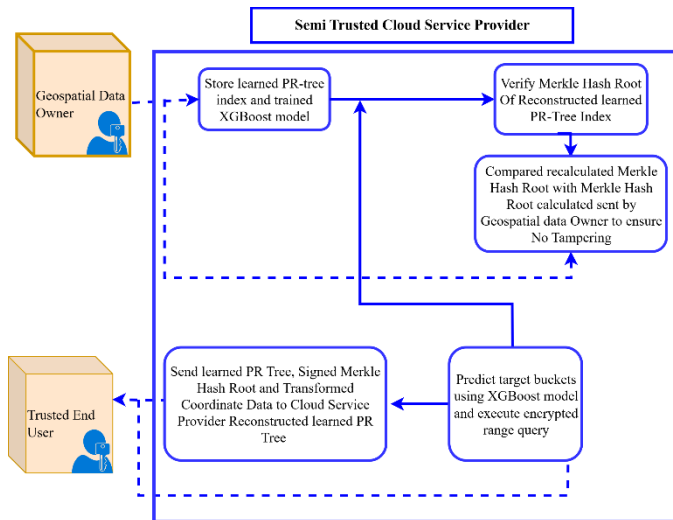 Semi Trusted Cloud Service Provider
Geospatial Data
Owner
Store learned PR-tree
index and trained
XGBoost model
Verify Merkle Hash Root
Of Reconstructed learned
PR-Tree Index
Compared recalculated Merkle
Hash Root with Merkle Hash
Root calculated sent by
Geospatial data Owner to ensure
No Tampering
Trusted End
User
Send learned PR Tree, Signed Merkle
Hash Root and Transformed
Coordinate Data to Cloud Service
Provider Reconstructed learned PR
Tree
Predict target buckets
using XGBoost model
and execute encrypted
range query